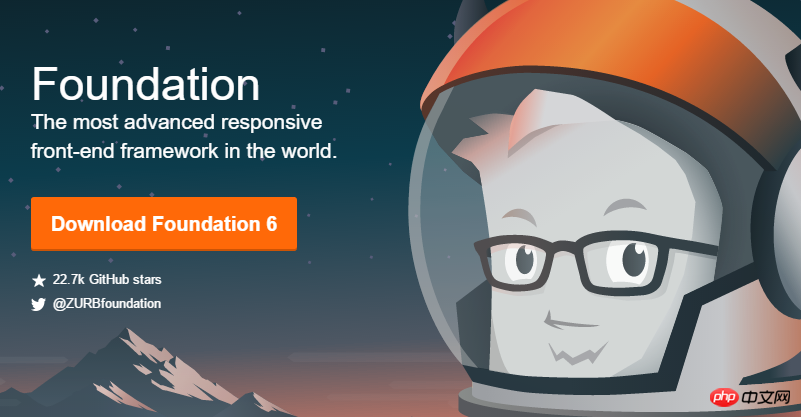 Foundation
The most advanced responsive
front-end framework in the world.
Download Foundation 6
22.7k GitHub stars
@ZURBfoundation
php 中文网